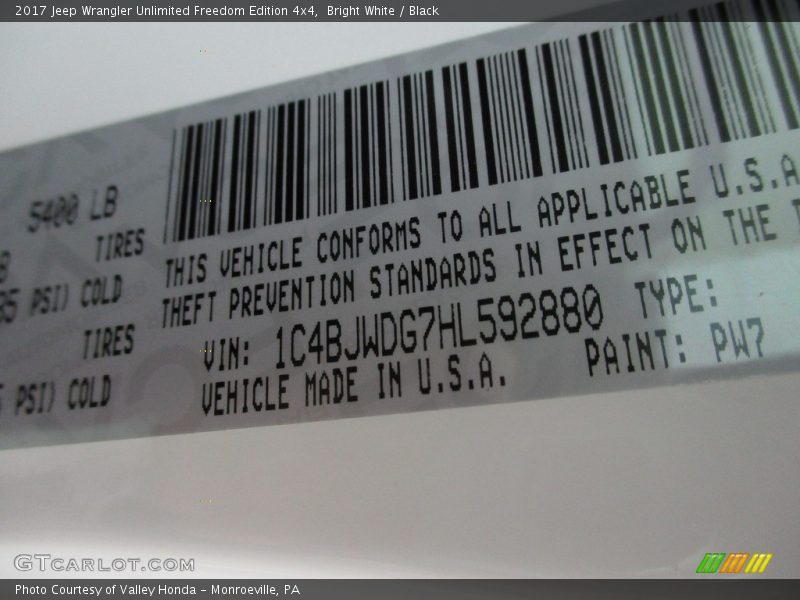 2017 Jeep Wrangler Unlimited Freedom Edition 4x4,  Bright White / Black
5400 LB
TIRES
PSI) COLD
TIRES
PSI) COLD
THIS VEHICLE CONFORMS TO ALL APPLICABLE U.S.A
THEFT PREVENTION STANDARDS IN EFFECT ON THE
VIN: 1C4BJWDG7HL592880 TYPE:
VEHICLE MADE IN U.S.A. PAINT: PW7
GTCARLOT.COM
Photo Courtesy of Valley Honda - Monroeville, PA